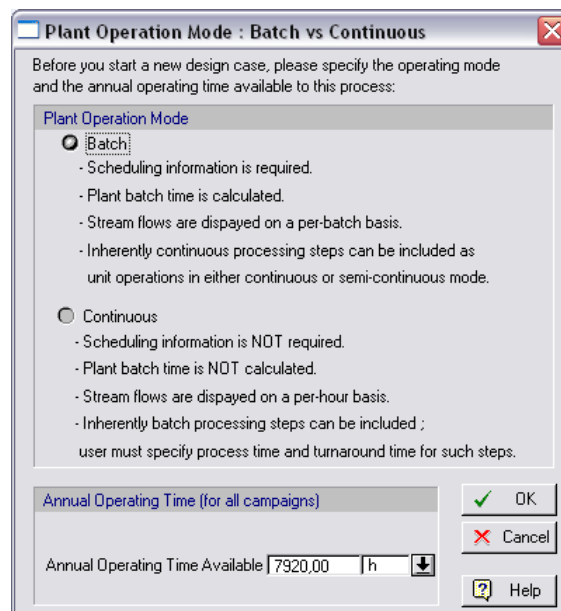 Plant Operation Mode : Batch vs Continuous
Before you start a new design case, please specify the operating mode
and the annual operating time available to this process:
Plant Operation Mode
Batch
- Scheduling information is required.
- Plant batch time is calculated.
- Stream flows are dispayed on a per-batch basis.
- Inherently continuous processing steps can be included as
unit operations in either continuous or semi-continuous mode.
Continuous
- Scheduling information is NOT required.
- Plant batch time is NOT calculated.
- Stream flows are dispayed on a per-hour basis.
- Inherently batch processing steps can be included ;
user must specify process time and turnaround time for such steps.
Annual Operating Time (for all campaigns)
Annual Operating Time Available 7920,00 h
OK
Cancel
Help